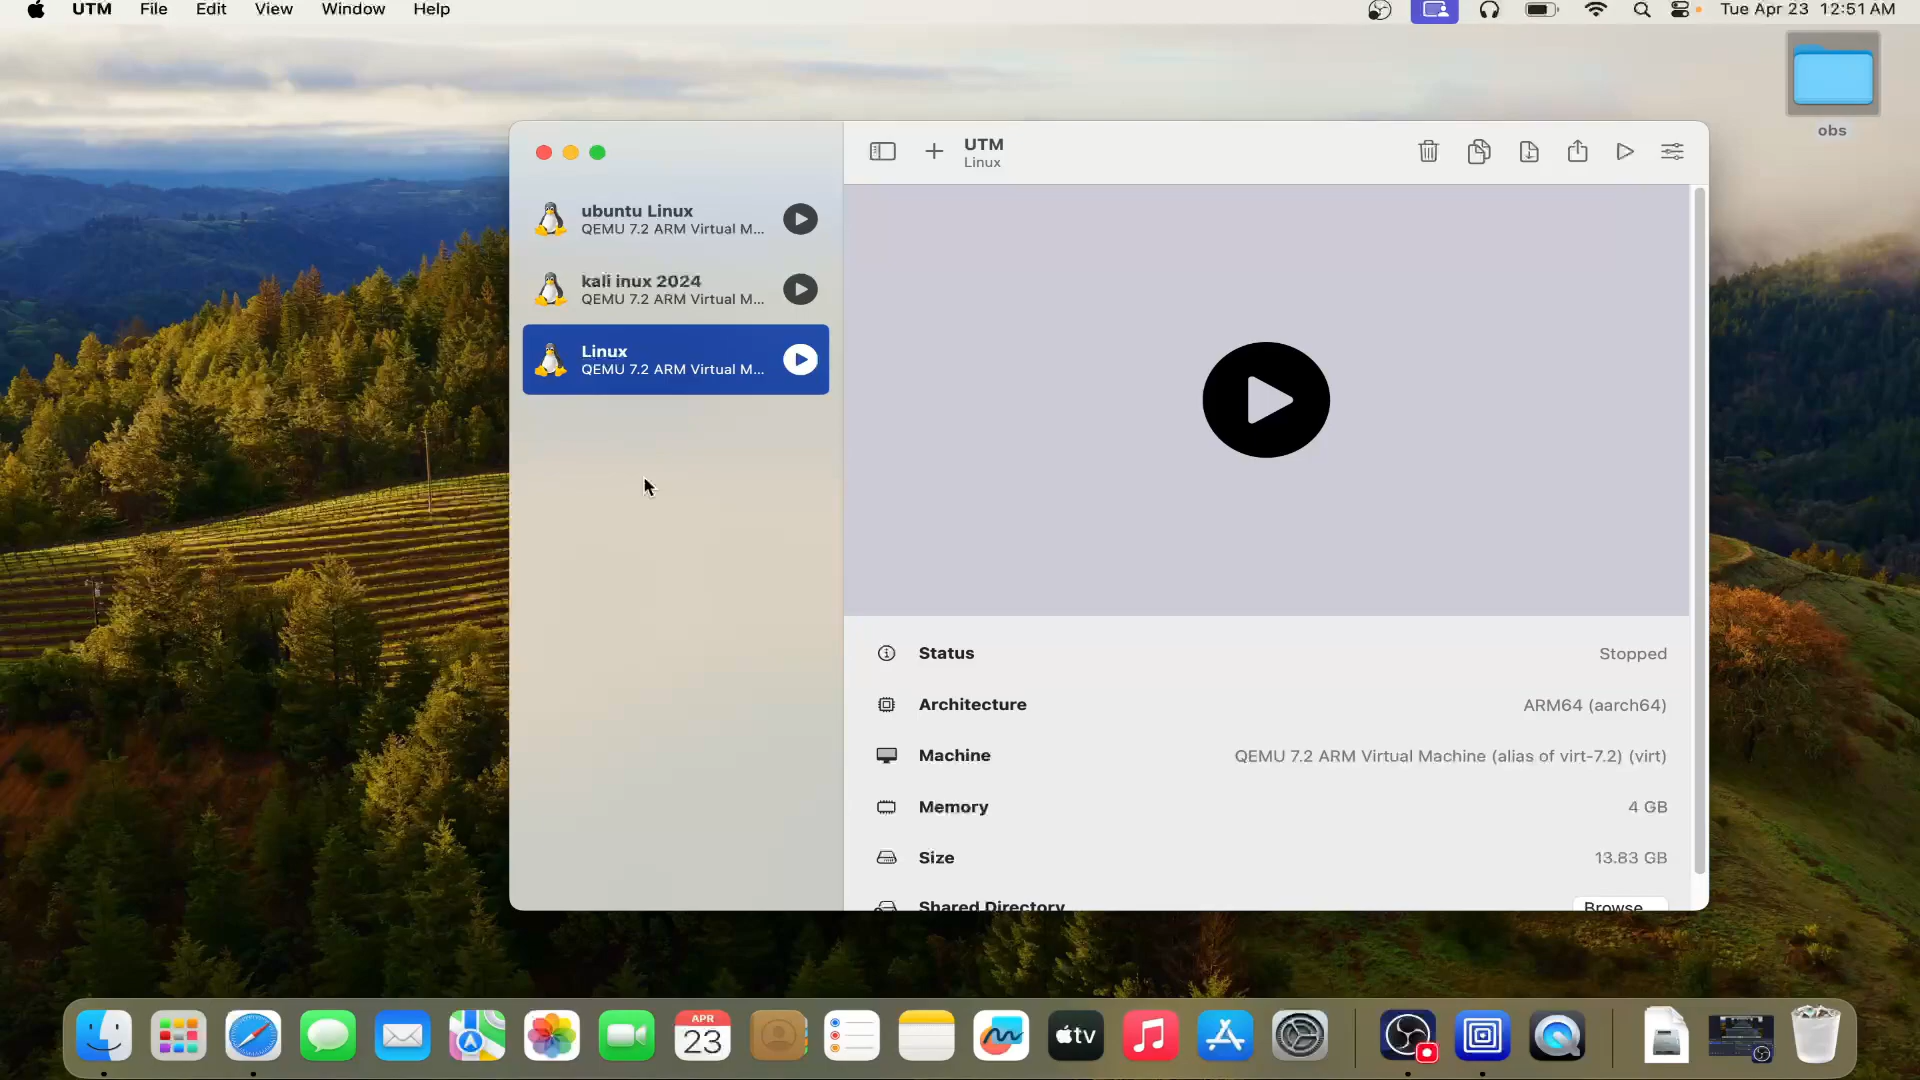 UTM File Edit View Window Help
Tue Apr 23 12:51 AM
obs
UTM
Linux
ubuntu Linux
QEMU 7.2 ARM Virtual M...
kali inux 2024
QEMU 7.2 ARM Virtual M...
Linux
QEMU 7.2 ARM Virtual M...
Status Stopped
Architecture ARM64 (aarch64)
Machine QEMU 7.2 ARM Virtual Machine (alias of virt-7.2) (virt)
Memory 4 GB
Size 13.83 GB
Shared Directory Browse...
APR
23
tv